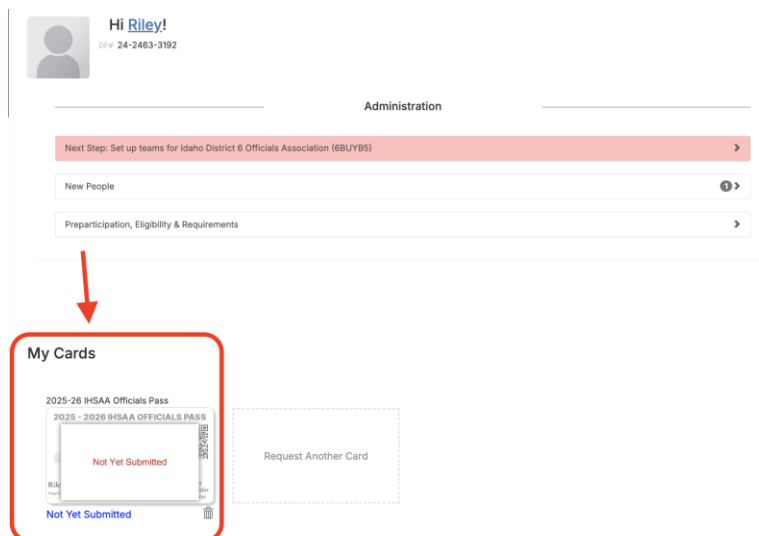 Hi Riley!
DF# 24-2463-3192
Administration
Next Step: Set up teams for Idaho District 6 Officials Association (6BUYB5)
New People
1
Preparticipation, Eligibility & Requirements
My Cards
2025-26 IHSAA Officials Pass
2025 - 2026 IHSAA OFFICIALS PASS
Not Yet Submitted
Request Another Card
Not Yet Submitted